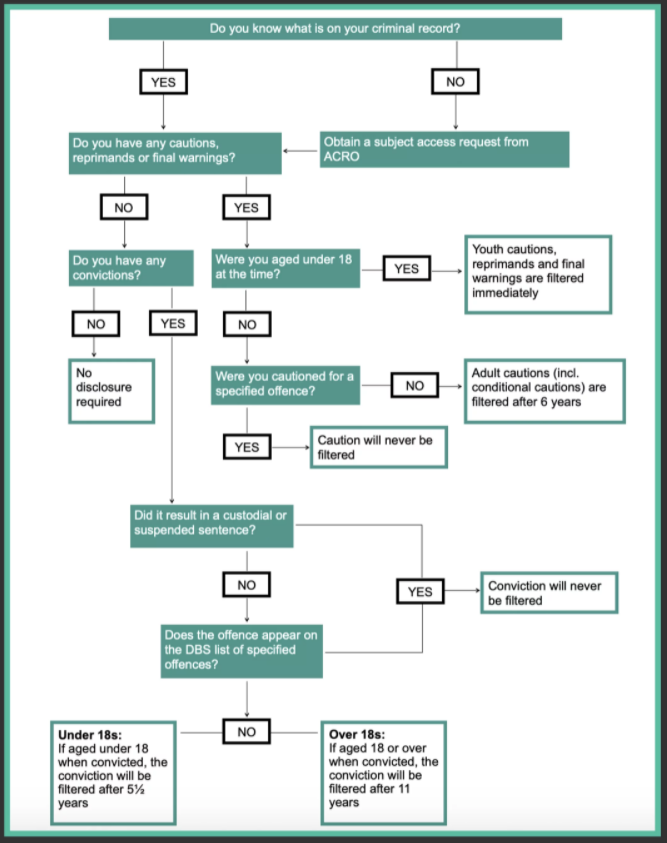 Do you know what is on your criminal record?
YES
NO
Do you have any cautions,
reprimands or final warnings?
Obtain a subject access request from
ACRO
NO
YES
Do you have any
convictions?
Were you aged under 18
at the time?
YES
Youth cautions,
reprimands and final
warnings are filtered
immediately
NO
YES
NO
No
disclosure
required
Were you cautioned for a
specified offence?
NO
Adult cautions (incl.
conditional cautions) are
filtered after 6 years
YES
Caution will never be
filtered
Did it result in a custodial or
suspended sentence?
NO
YES
Conviction will never
be filtered
Does the offence appear on
the DBS list of specified
offences?
NO
Under 18s:
If aged under 18
when convicted, the
conviction will be
filtered after 5½
years
Over 18s:
If aged 18 or over
when convicted, the
conviction will be
filtered after 11
years